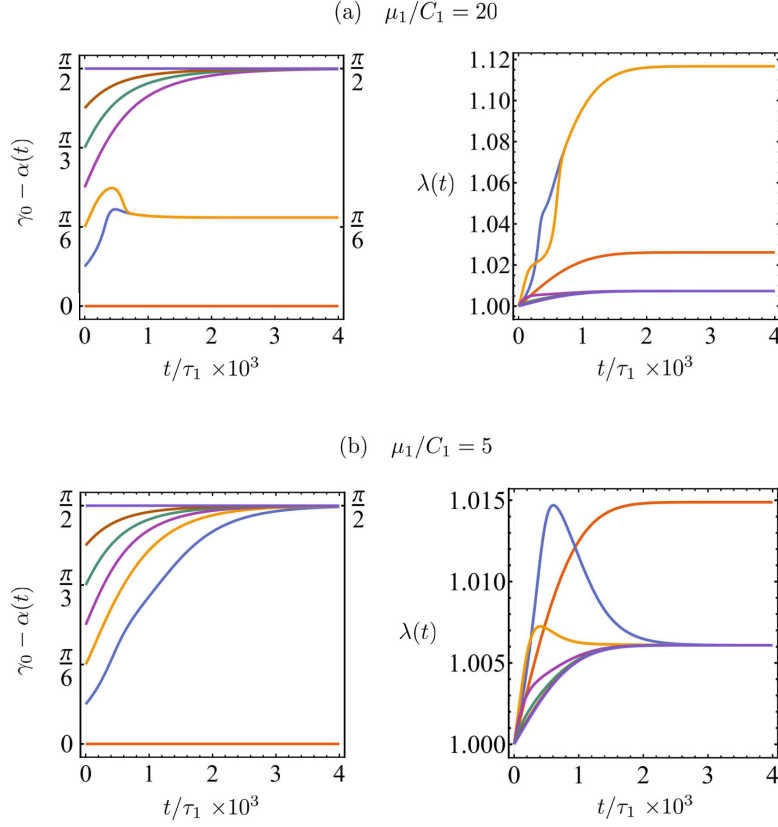 (a) μ₁/C₁ = 20
π/2
π/3
π/6
0
γ₀ − α(t)
π/2
π/6
0 1 2 3 4
t/τ₁ ×10³
1.12
1.10
1.08
1.06
1.04
1.02
1.00
λ(t)
0 1 2 3 4
t/τ₁ ×10³
(b) μ₁/C₁ = 5
π/2
π/3
π/6
0
γ₀ − α(t)
π/2
π/6
0 1 2 3 4
t/τ₁ ×10³
1.015
1.010
1.005
1.000
λ(t)
0 1 2 3 4
t/τ₁ ×10³